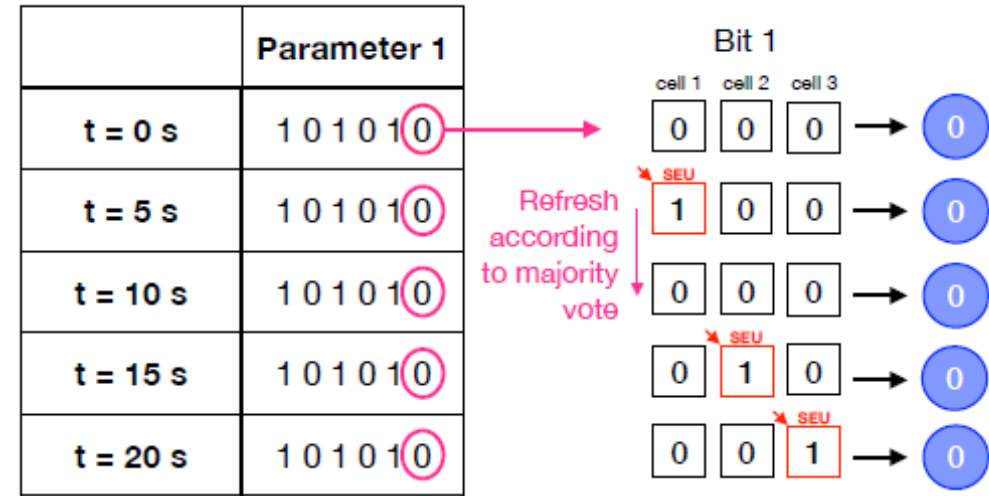 Parameter 1
Bit 1
cell 1 cell 2 cell 3
t = 0 s 1 0 1 0 1 0 0 0 0 0
SEU
t = 5 s 1 0 1 0 1 0 1 0 0 0
Refresh
according
to majority
vote
t = 10 s 1 0 1 0 1 0 0 0 0 0
SEU
t = 15 s 1 0 1 0 1 0 0 1 0 0
SEU
t = 20 s 1 0 1 0 1 0 0 0 1 0